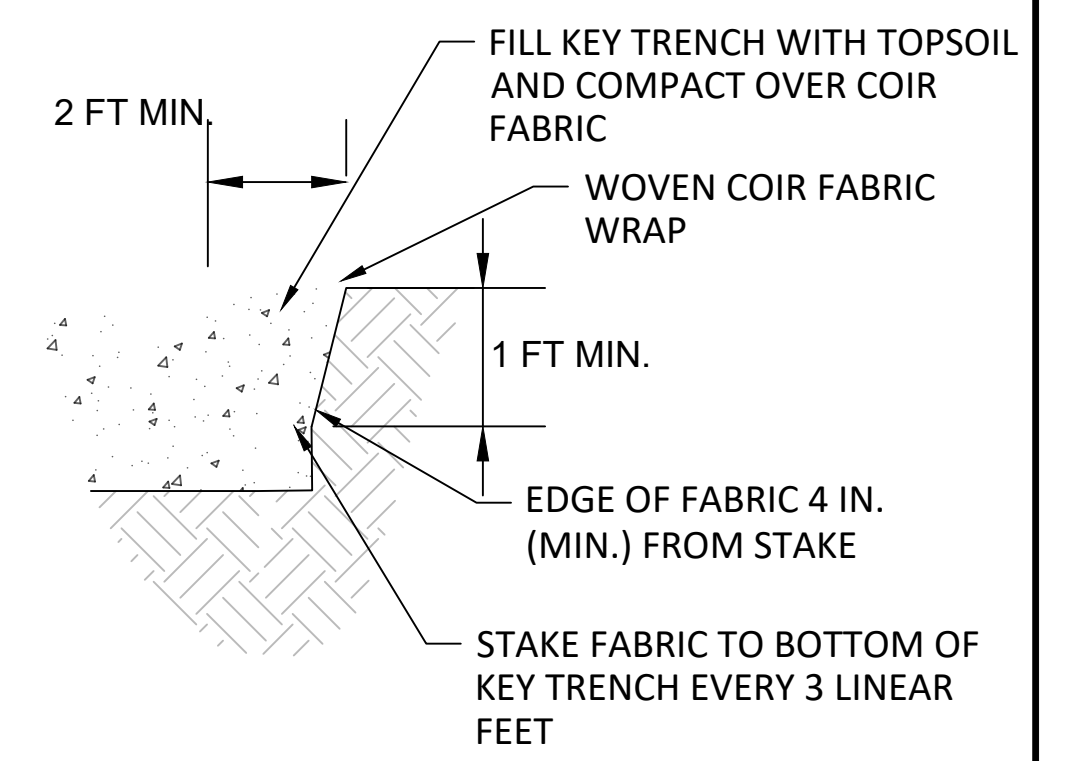 FILL KEY TRENCH WITH TOPSOIL
AND COMPACT OVER COIR
FABRIC
2 FT MIN.
WOVEN COIR FABRIC
WRAP
1 FT MIN.
EDGE OF FABRIC 4 IN.
(MIN.) FROM STAKE
STAKE FABRIC TO BOTTOM OF
KEY TRENCH EVERY 3 LINEAR
FEET